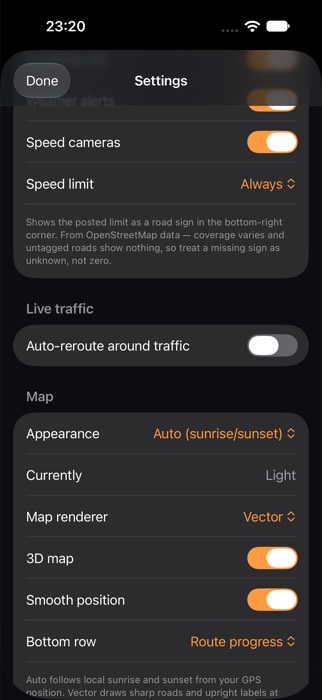 23:20
Done
Settings
Weather alerts
Speed cameras
Speed limit
Always
Shows the posted limit as a road sign in the bottom-right
corner. From OpenStreetMap data — coverage varies and
untagged roads show nothing, so treat a missing sign as
unknown, not zero.
Live traffic
Auto-reroute around traffic
Map
Appearance
Auto (sunrise/sunset)
Currently
Light
Map renderer
Vector
3D map
Smooth position
Bottom row
Route progress
Auto follows local sunrise and sunset from your GPS
position. Vector draws sharp roads and upright labels at